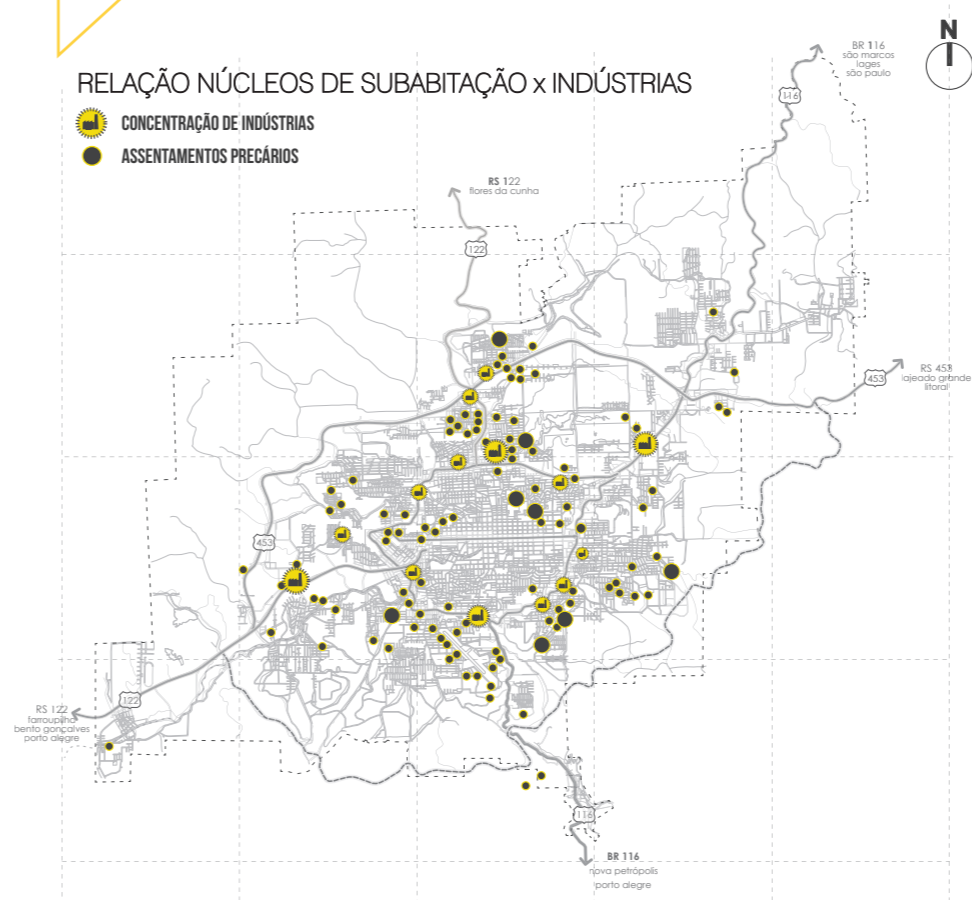 RELAÇÃO NÚCLEOS DE SUBABITAÇÃO x INDÚSTRIAS
CONCENTRAÇÃO DE INDÚSTRIAS
ASSENTAMENTOS PRECÁRIOS
N
BR 116
são marcos
lages
são paulo
116
RS 122
flores da cunha
122
453
RS 453
lajeado grande
litoral
453
122
RS 122
farroupilha
bento gonçalves
porto alegre
116
BR 116
nova petrópolis
porto alegre